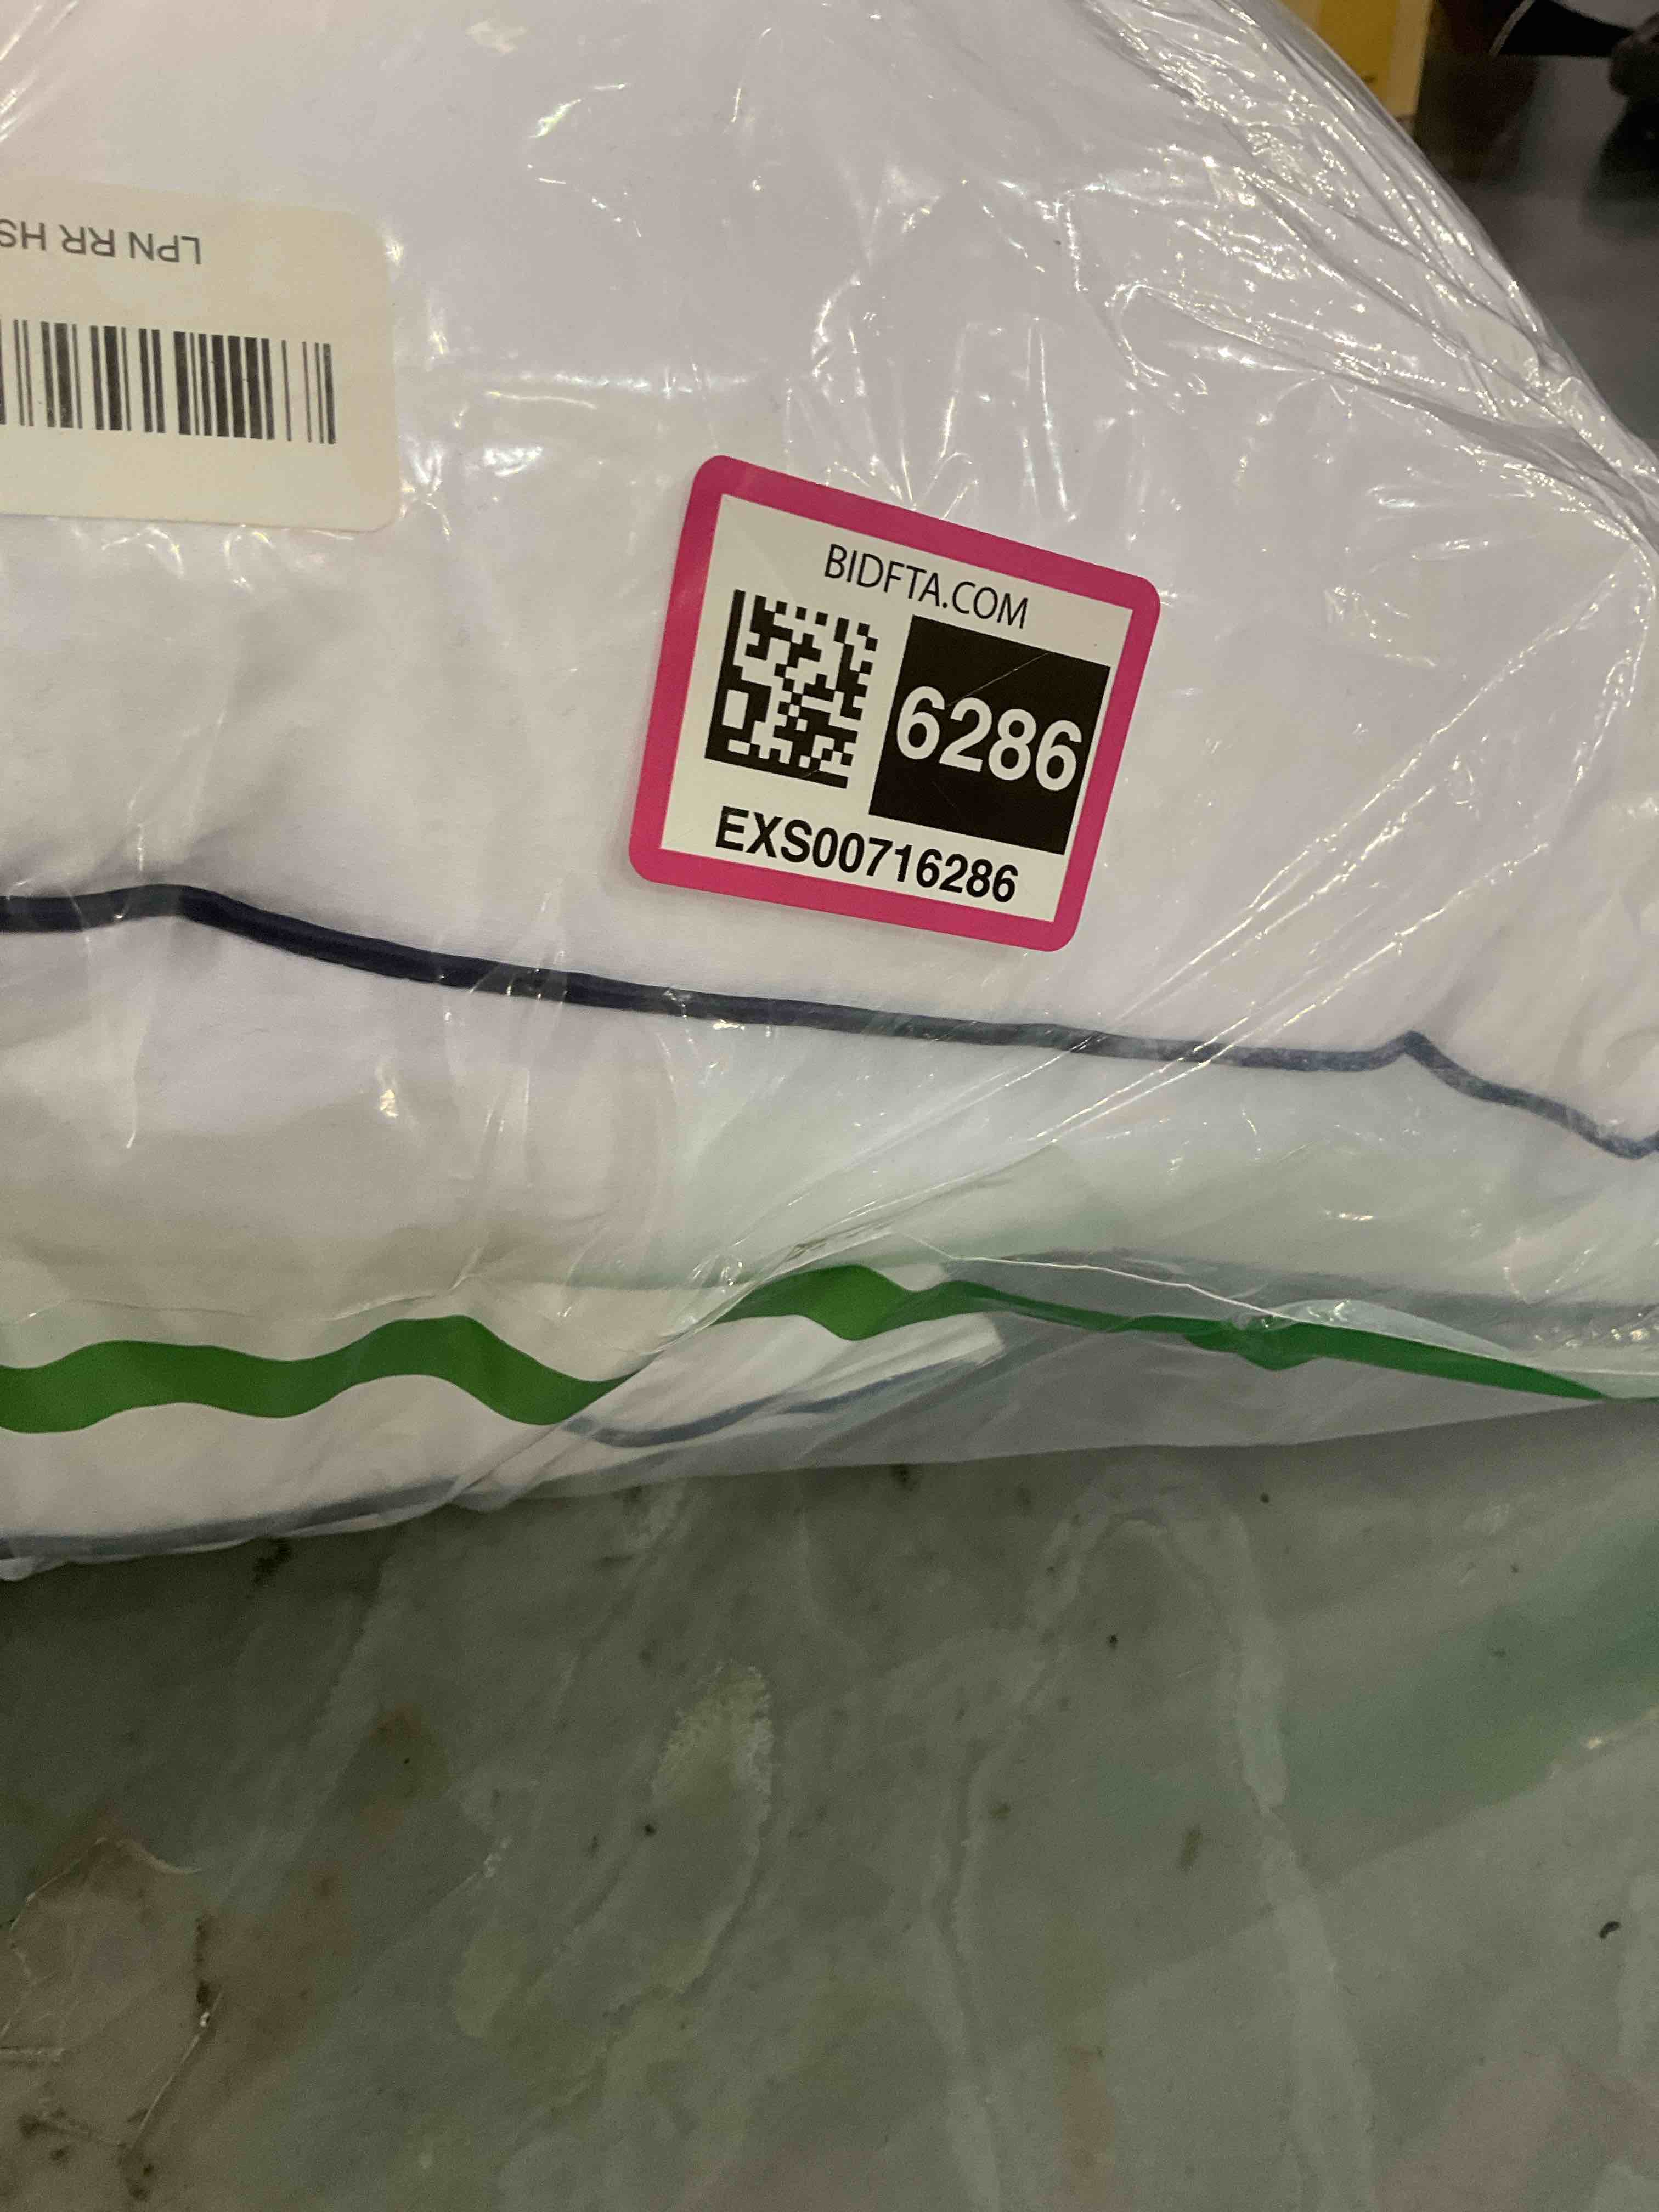 LPN RR HS
BIDFTA.COM
6286
EXS00716286